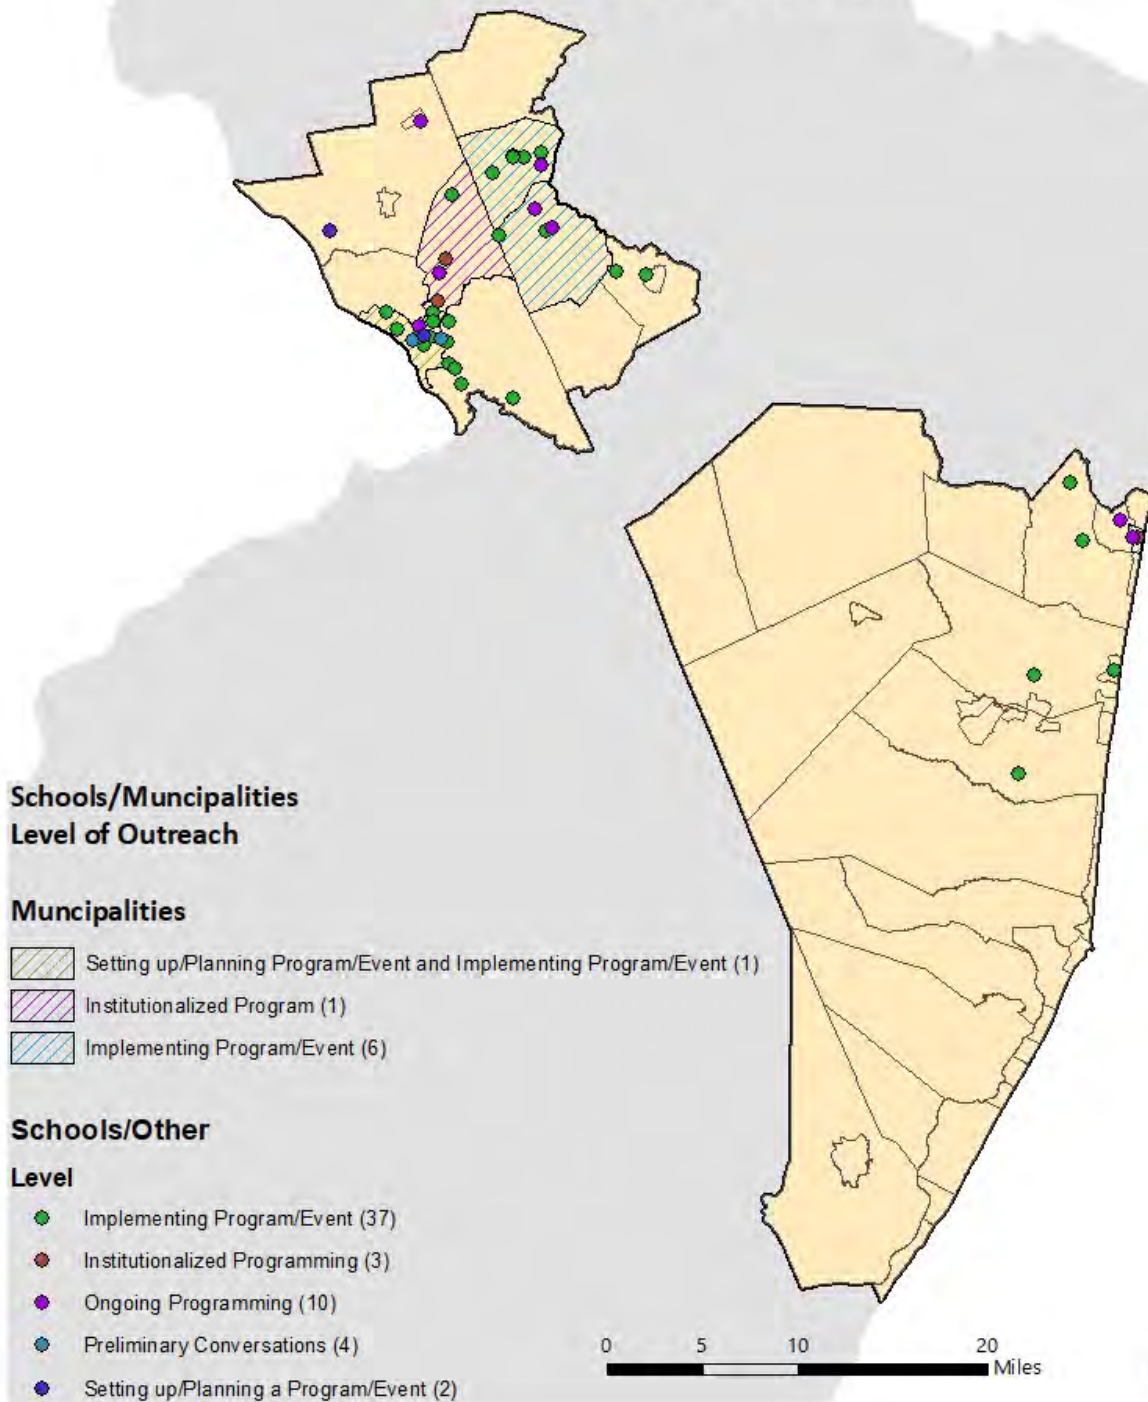 Schools/Muncipalities
Level of Outreach
Muncipalities
Setting up/Planning Program/Event and Implementing Program/Event (1)
Institutionalized Program (1)
Implementing Program/Event (6)
Schools/Other
Level
Implementing Program/Event (37)
Institutionalized Programming (3)
Ongoing Programming (10)
Preliminary Conversations (4)
Setting up/Planning a Program/Event (2)
0 5 10 20
Miles